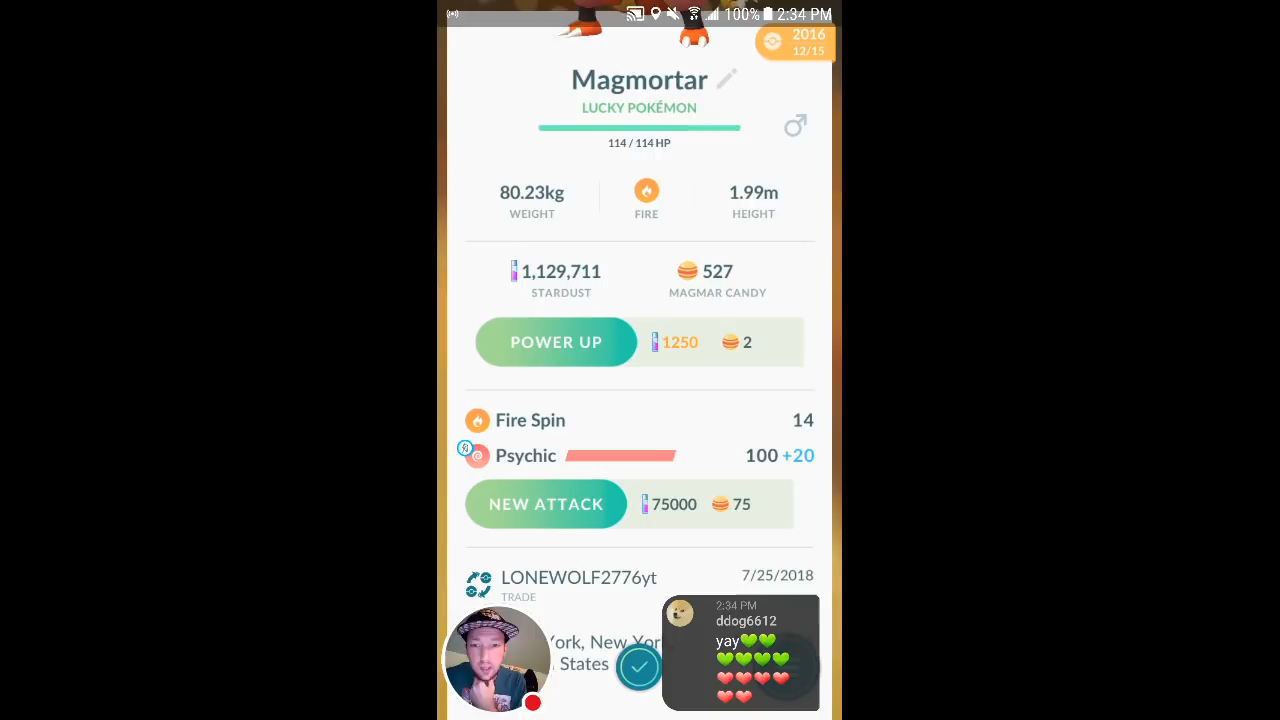 100% 2:34 PM
2016
12/15
Magmortar
LUCKY POKÉMON
114 / 114 HP
80.23kg
WEIGHT
FIRE
1.99m
HEIGHT
1,129,711
STARDUST
527
MAGMAR CANDY
POWER UP 1250 2
Fire Spin 14
Psychic 100 +20
NEW ATTACK 75000 75
LONEWOLF2776yt 7/25/2018
TRADE
York, New York
States
2:34 PM
ddog6612
yay💚💚
💚💚💚💚
❤❤❤❤
❤❤